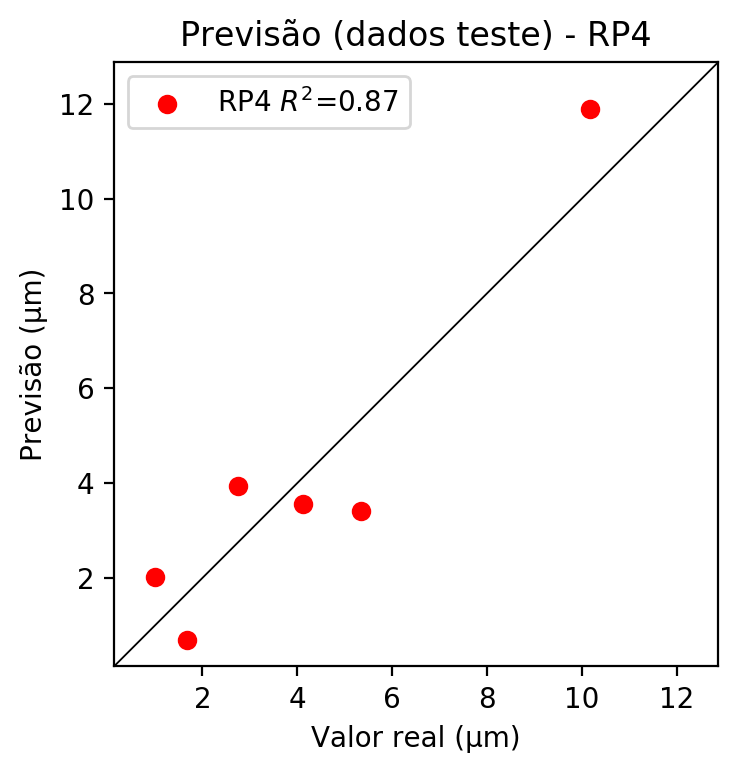 Previsão (dados teste) - RP4
RP4 R²=0.87
12
10
8
6
4
2
Previsão (µm)
2 4 6 8 10 12
Valor real (µm)